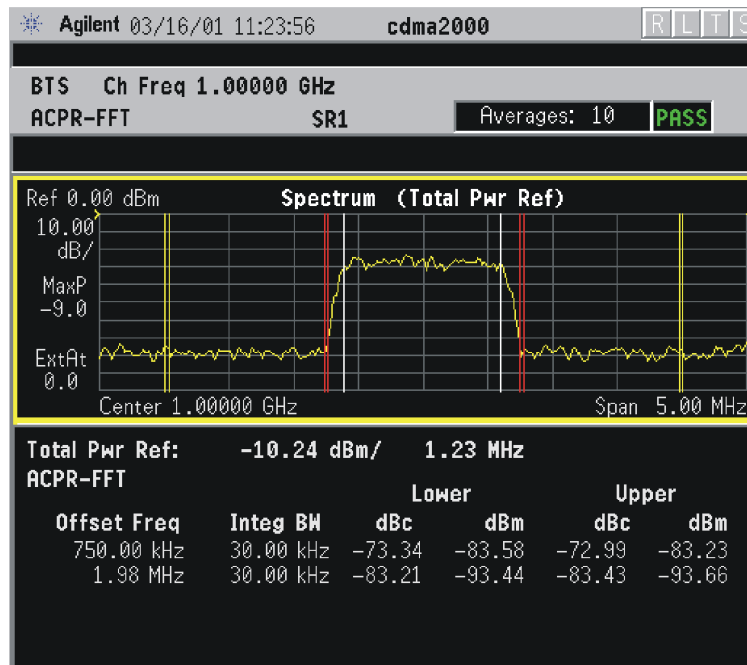 Agilent 03/16/01 11:23:56 cdma2000 R L T S
BTS Ch Freq 1.00000 GHz
ACPR-FFT SR1 Averages: 10 PASS
Ref 0.00 dBm Spectrum (Total Pwr Ref)
10.00
dB/
MaxP
-9.0
ExtAt
0.0
Center 1.00000 GHz Span 5.00 MHz
Total Pwr Ref: -10.24 dBm/ 1.23 MHz
ACPR-FFT
Lower Upper
Offset Freq Integ BW dBc dBm dBc dBm
750.00 kHz 30.00 kHz -73.34 -83.58 -72.99 -83.23
1.98 MHz 30.00 kHz -83.21 -93.44 -83.43 -93.66